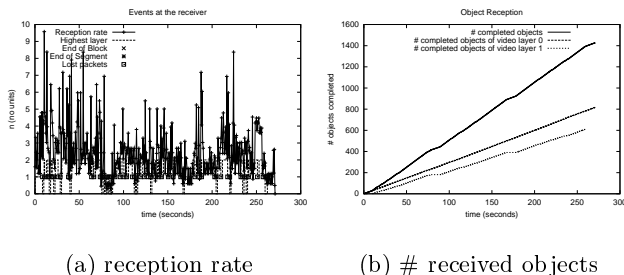 Events at the receiver
Reception rate
Highest layer
End of Block
End of Segment
Lost packets
10
9
8
7
6
5
4
3
2
1
0
n (no units)
0 50 100 150 200 250 300
time (seconds)
(a) reception rate
Object Reception
# completed objects
# completed objects of video layer 0
# completed objects of video layer 1
1600
1400
1200
1000
800
600
400
200
0
# objects completed
0 50 100 150 200 250 300
time (seconds)
(b) # received objects